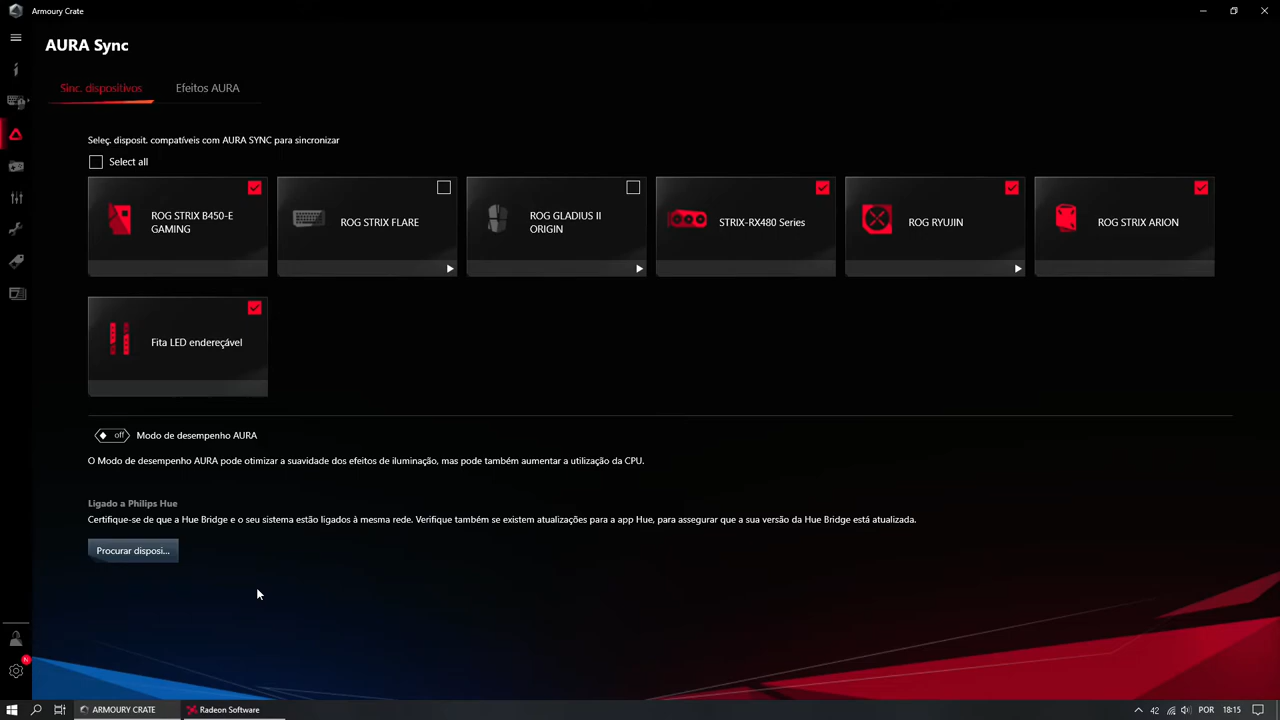 Armoury Crate
AURA Sync
Sinc. dispositivos
Efeitos AURA
Seleç. disposit. compatíveis com AURA SYNC para sincronizar
Select all
ROG STRIX B450-E
GAMING
ROG STRIX FLARE
ROG GLADIUS II
ORIGIN
STRIX-RX480 Series
ROG RYUJIN
ROG STRIX ARION
Fita LED endereçável
off
Modo de desempenho AURA
O Modo de desempenho AURA pode otimizar a suavidade dos efeitos de iluminação, mas pode também aumentar a utilização da CPU.
Ligado a Philips Hue
Certifique-se de que a Hue Bridge e o seu sistema estão ligados à mesma rede. Verifique também se existem atualizações para a app Hue, para assegurar que a sua versão da Hue Bridge está atualizada.
Procurar disposi...
N
ARMOURY CRATE
Radeon Software
42
POR
18:15